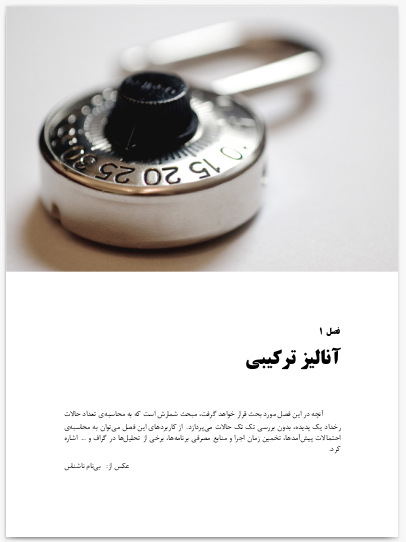 10 15 20 25 30
فصل ۱
آنالیز ترکیبی
آنچه در این فصل مورد بحث قرار خواهد گرفت، مبحث شمارش است که به محاسبه‌ی تعداد حالات
رخداد یک پدیده، بدون بررسی تک تک حالات می‌پردازد. از کاربردهای این فصل می‌توان به محاسبه‌ی
احتمالات پیش‌آمدها، تخمین زمان اجرا و منابع مصرفی برنامه‌ها، برخی از تحلیل‌ها در گراف و ... اشاره
کرد.
عکس از: بی‌نام ناشنقس